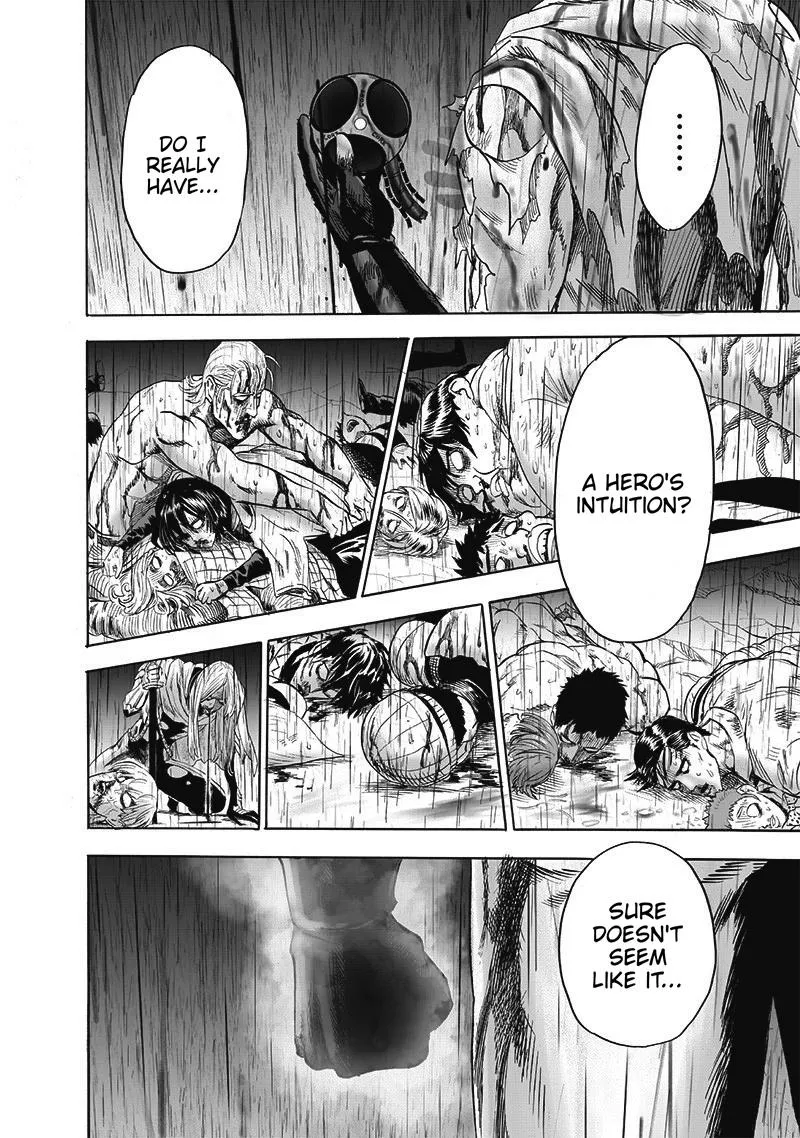 ......
DO I
REALLY
HAVE...
A HERO'S
INTUITION?
SURE
DOESN'T
SEEM
LIKE IT...